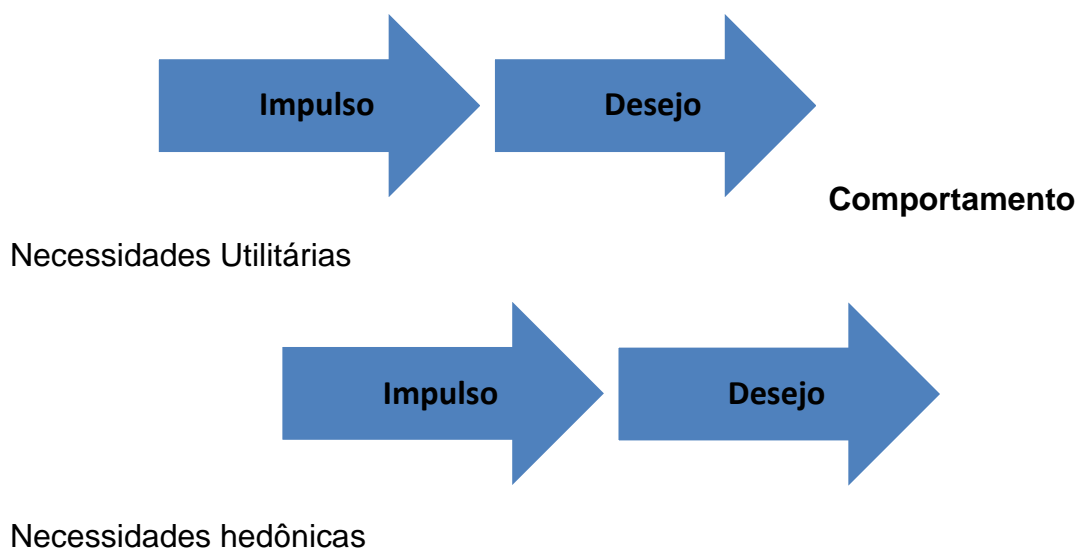 Impulso Desejo
Comportamento
Necessidades Utilitárias
Impulso Desejo
Necessidades hedônicas